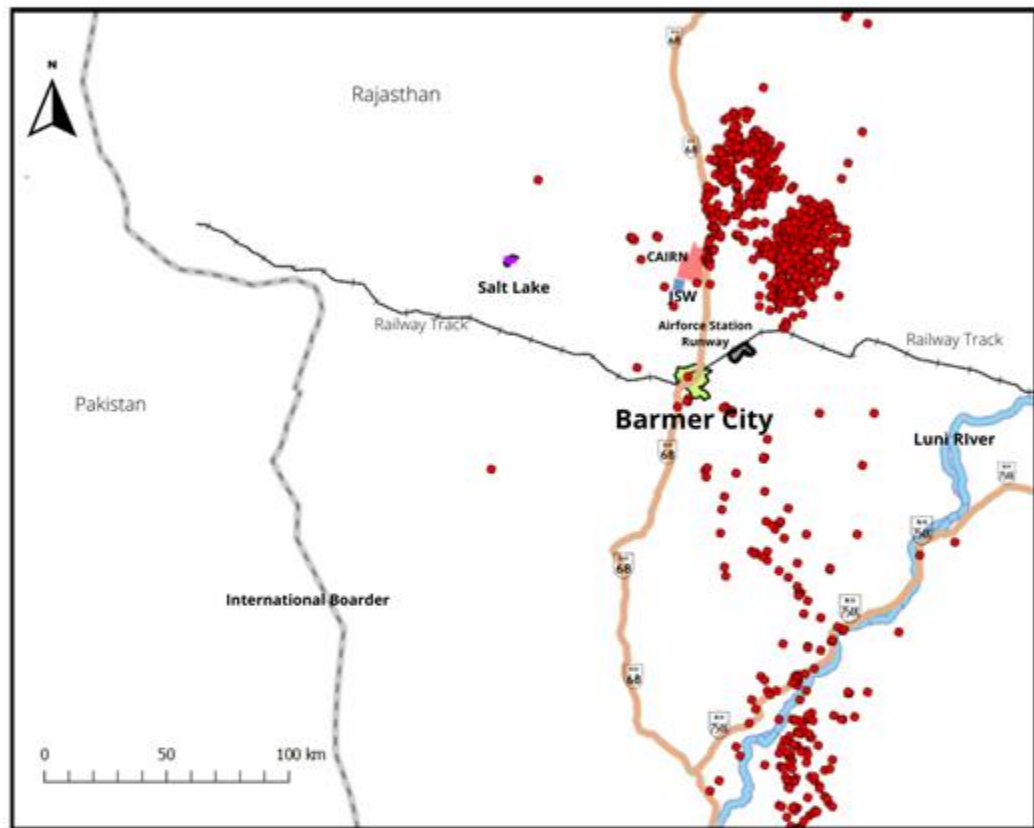 68
N
Rajasthan
68
CAIRN
Salt Lake
JSW
Airforce Station
Runway
Railway Track
Railway Track
Pakistan
Barmer City
Luni River
68
754K
68
International Boarder
68
0 50 100 km